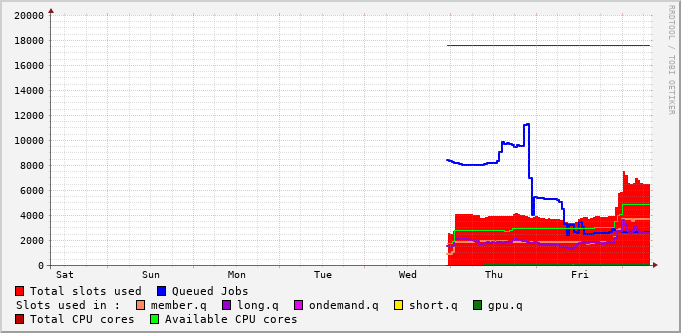 20000
18000
16000
14000
12000
10000
8000
6000
4000
2000
0
Sat Sun Mon Tue Wed Thu Fri
Total slots used Queued Jobs
Slots used in : member.q long.q ondemand.q short.q gpu.q
Total CPU cores Available CPU cores
RRDTOOL / TOBI OETIKER